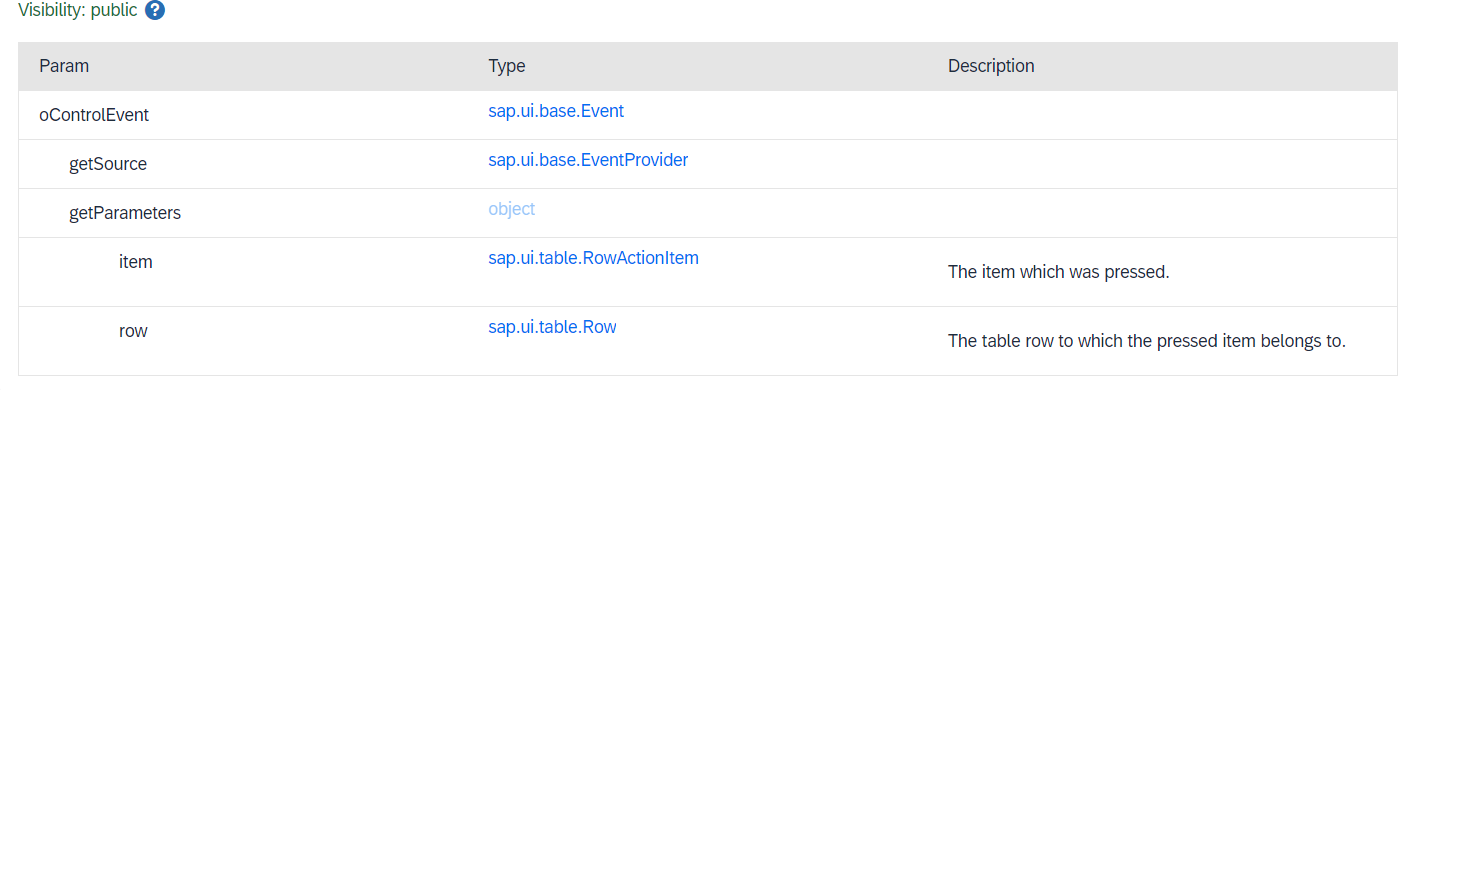 Visibility: public ?
Param Type Description
oControlEvent sap.ui.base.Event
getSource sap.ui.base.EventProvider
getParameters object
item sap.ui.table.RowActionItem The item which was pressed.
row sap.ui.table.Row The table row to which the pressed item belongs to.